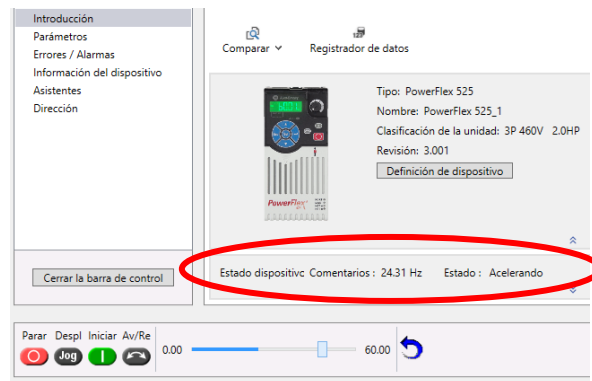 Introducción
Parámetros
Errores / Alarmas
Información del dispositivo
Asistentes
Dirección
Comparar
Registrador de datos
Tipo: PowerFlex 525
Nombre: PowerFlex 525_1
Clasificación de la unidad: 3P 460V 2.0HP
Revisión: 3.001
Definición de dispositivo
PowerFlex
Cerrar la barra de control
Estado dispositivc Comentarios : 24.31 Hz Estado : Acelerando
Parar Despl Iniciar Av/Re
Jog
0.00
60.00